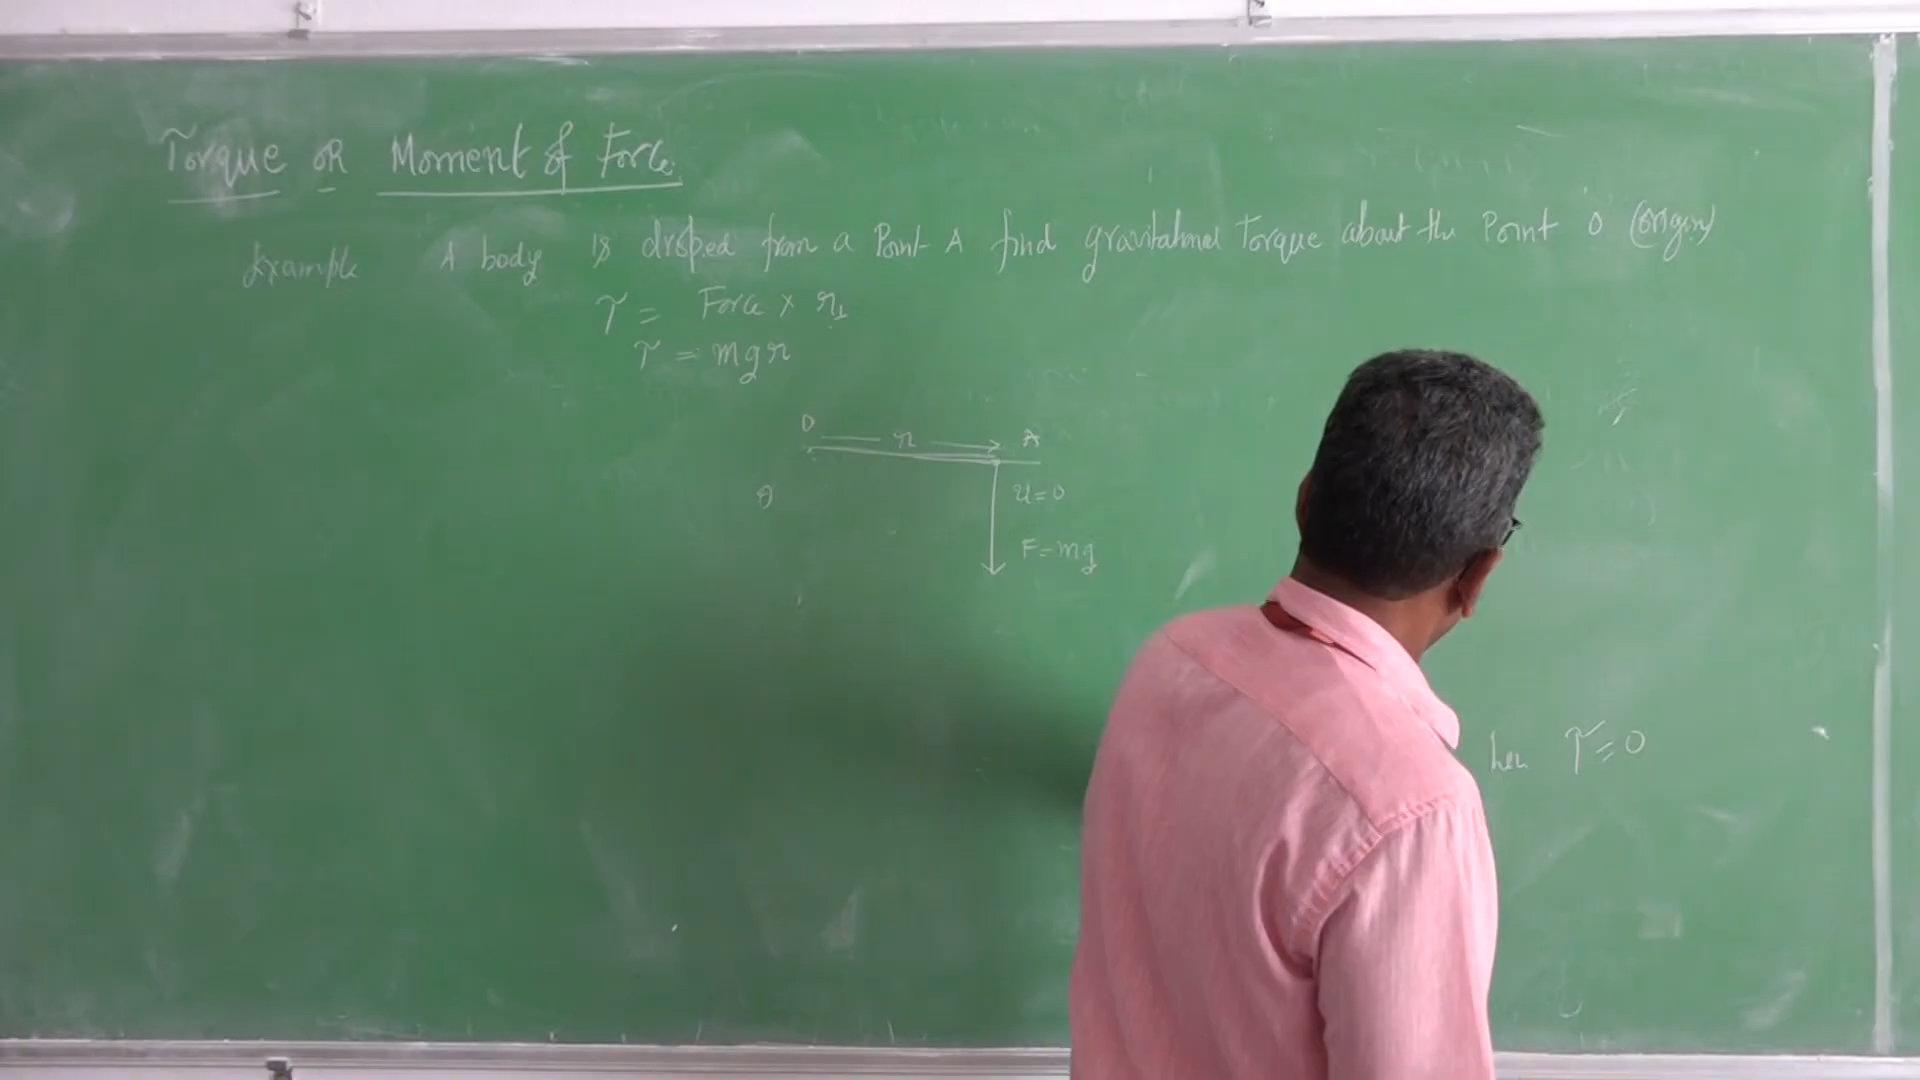 Torque OR Moment of Force.
Example A body is droped from a Point A find gravitational Torque about the Point O (origin)
τ = Force × r⊥
τ = mgr
O r A
θ
u=0
F=mg
τ=0